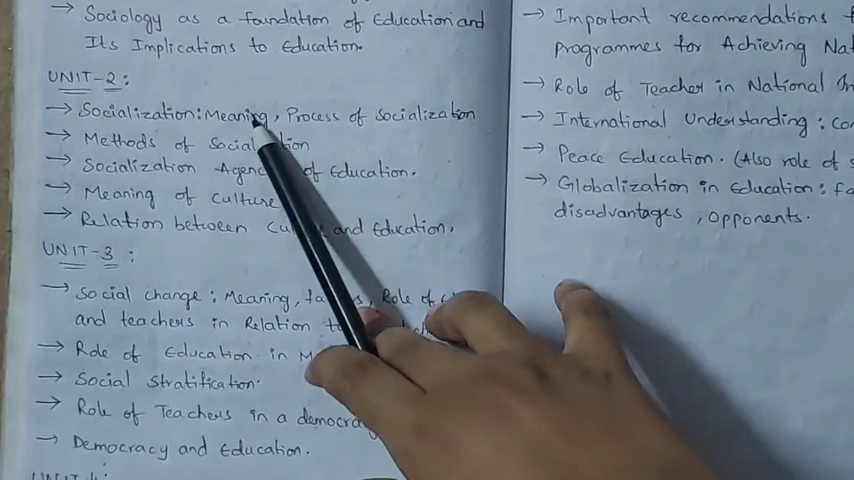 → Sociology as a foundation of Education and
Its Implications to Education.
UNIT-2:
→ Socialization: Meaning, Process of socialization
→ Methods of
→ Socialization of Education.
→ Meaning of culture
→ Relation between and Education.
UNIT-3:
→ Social change: Meaning, Role of
and teachers in Relation
→ Role of Education in
→ Social stratification.
→ Role of Teachers in a
→ Democracy and Education.
→ Important recommendations
programmes for Achieving
→ Role of Teacher in National
→ International Understanding:
→ Peace Education. (Also role of
→ Globalization in Education:
disadvantages, opponents.